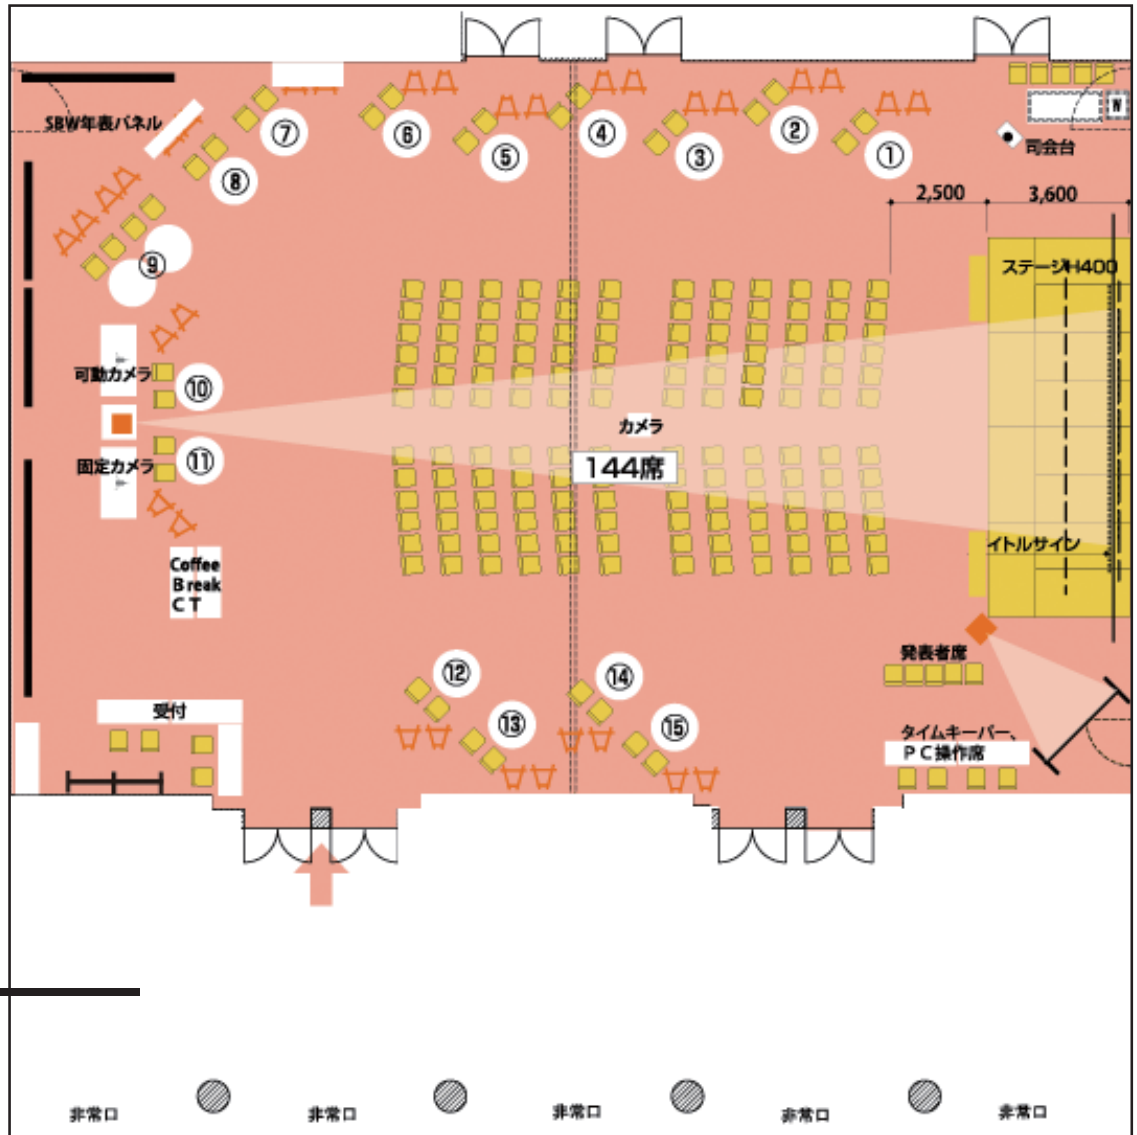 SBW年表パネル
⑦
⑥
⑤
④
③
②
①
W
司会台
⑧
2,500
3,600
⑨
ステージH400
可動カメラ
⑩
カメラ
固定カメラ
⑪
144席
イトルサイン
Coffee
Break
CT
⑫
⑭
発表者席
受付
⑬
⑮
タイムキーパー、
PC操作席
非常口
非常口
非常口
非常口
非常口